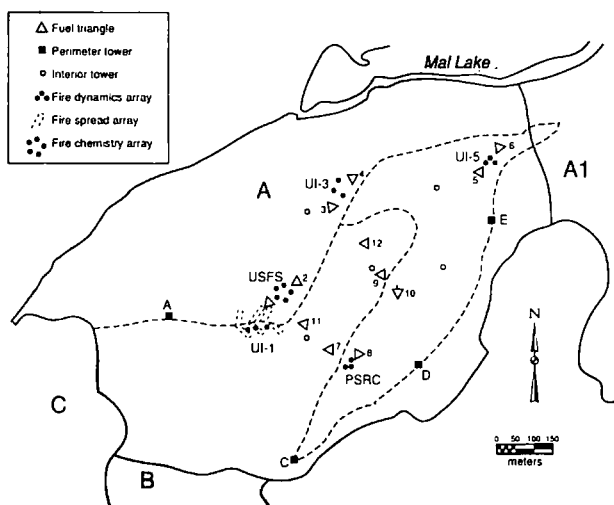 Fuel triangle
Perimeter tower
Interior tower
Fire dynamics array
Fire spread array
Fire chemistry array
Mal Lake
A
A1
UI-3
4
3
UI-5
6
5
E
12
USFS
2
9
10
A
11
UI-1
7
8
PSRC
D
C
C
B
N
0 50 100 150
meters